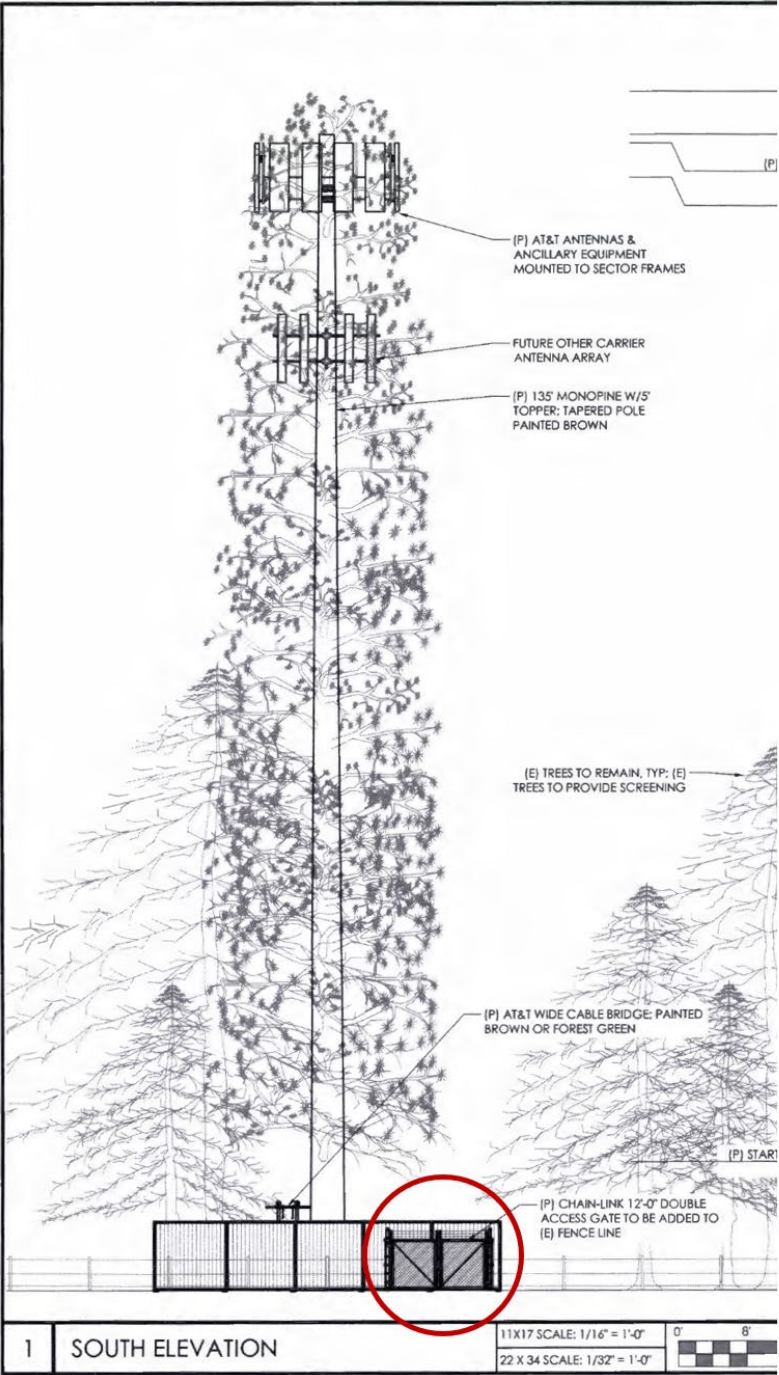 (P)
(P) AT&T ANTENNAS &
ANCILLARY EQUIPMENT
MOUNTED TO SECTOR FRAMES
FUTURE OTHER CARRIER
ANTENNA ARRAY
(P) 135' MONOPINE W/5'
TOPPER; TAPERED POLE
PAINTED BROWN
(E) TREES TO REMAIN, TYP; (E)
TREES TO PROVIDE SCREENING
(P) AT&T WIDE CABLE BRIDGE; PAINTED
BROWN OR FOREST GREEN
(P) START
(P) CHAIN-LINK 12'-0" DOUBLE
ACCESS GATE TO BE ADDED TO
(E) FENCE LINE
1 SOUTH ELEVATION
11X17 SCALE: 1/16" = 1'-0"
22 X 34 SCALE: 1/32" = 1'-0"
0' 8'